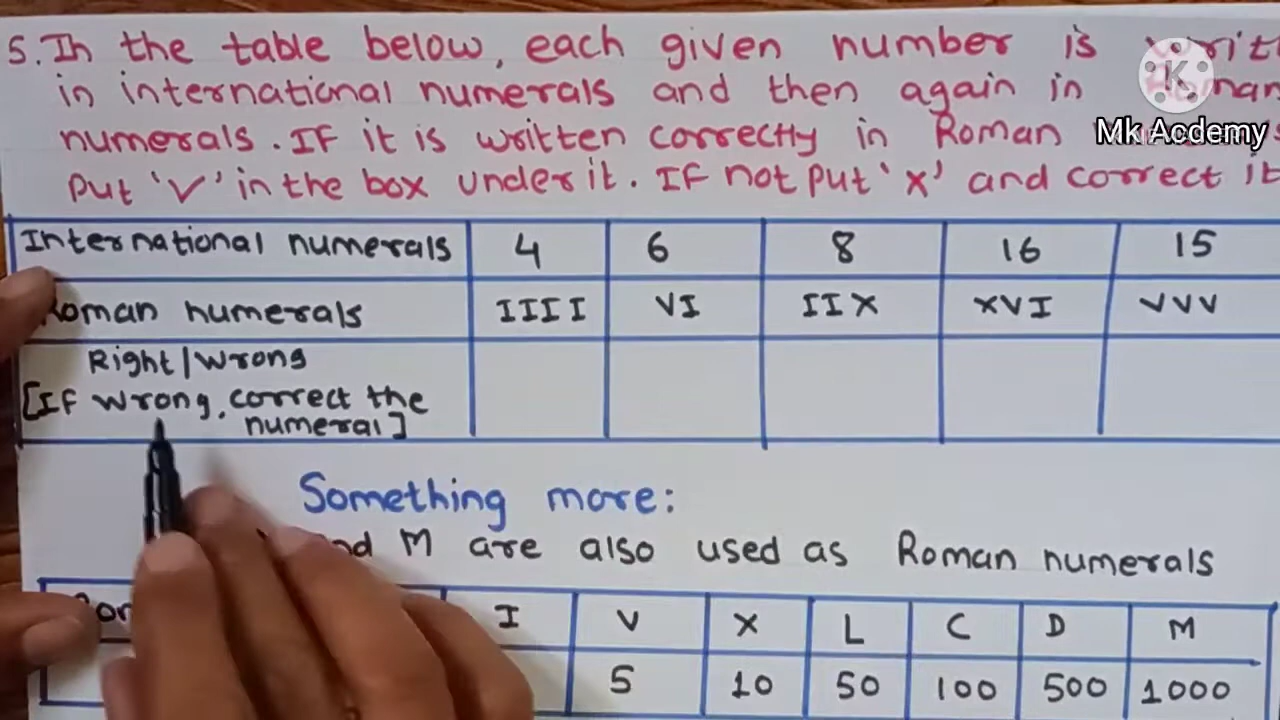 5. In the table below, each given number is
in international numerals and then again in
numerals. If it is written correctly in Roman
Put 'V' in the box under it. If not put 'x' and correct it
K
Mk Acdemy
International numerals 4 6 8 16 15
Roman numerals IIII VI IIX XVI VVV
Right/wrong
[If wrong, correct the
numeral]
Something more:
and M are also used as Roman numerals
I V X L C D M
5 10 50 100 500 1000